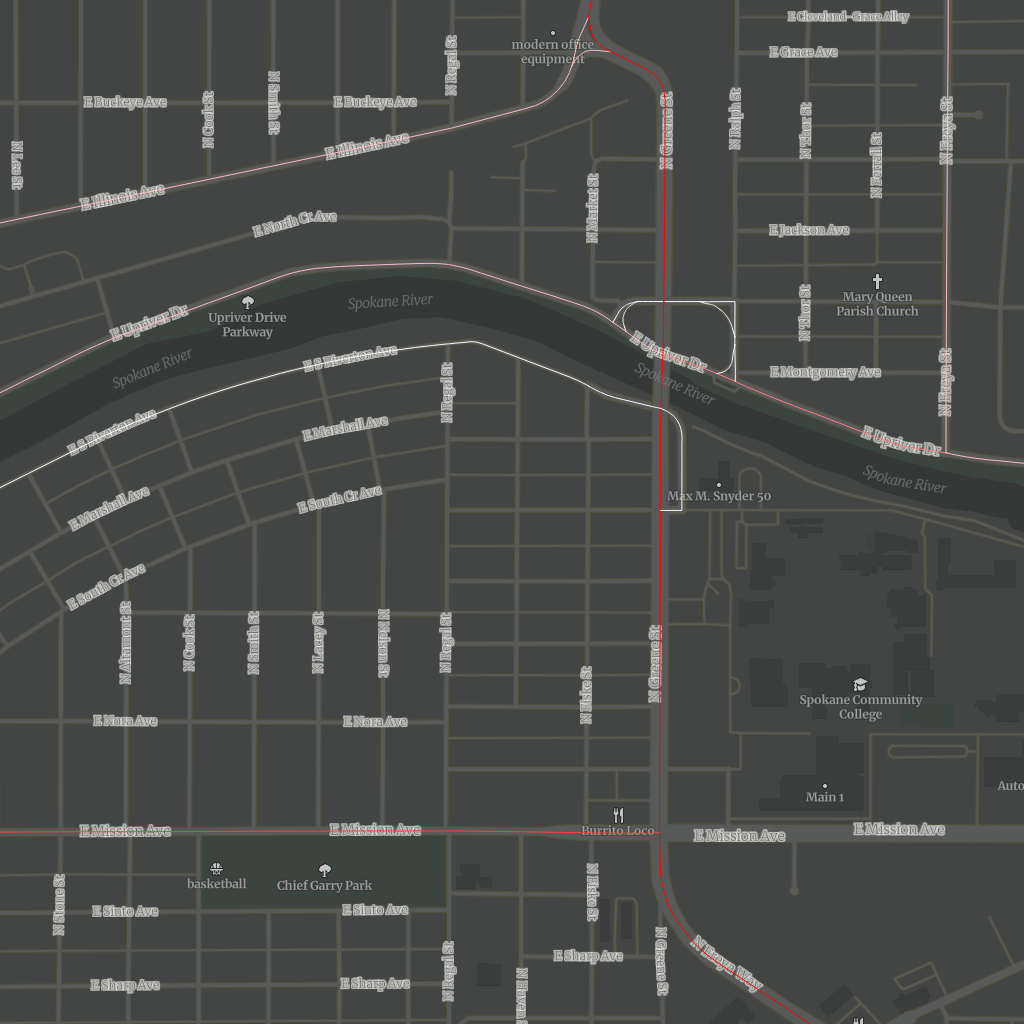 E Cleveland-Grace Alley
modern office
equipment
E Grace Ave
N Regal St
N Smith St
N Cook St
E Buckeye Ave
E Buckeye Ave
N Greene St
N Ralph St
N Thor St
N Freya St
N Ferrall St
N Lee St
E Illinois Ave
E Illinois Ave
N Market St
E North Cr Ave
E Jackson Ave
Mary Queen
Parish Church
Spokane River
Upriver Drive
Parkway
E Upriver Dr
N Thor St
E Upriver Dr
Spokane River
Spokane River
E S Riverton Ave
N Regal St
E Montgomery Ave
N Freya St
E S Riverton Ave
E Marshall Ave
E Upriver Dr
Spokane River
E Marshall Ave
E South Cr Ave
Max M. Snyder 50
E South Cr Ave
N Altamont St
N Cook St
N Smith St
N Lacey St
N Madison St
N Regal St
N Greene St
N Fiske St
Spokane Community
College
E Nora Ave
E Nora Ave
Main 1
Auto
E Mission Ave
E Mission Ave
Burrito Loco
E Mission Ave
E Mission Ave
basketball
Chief Garry Park
N Stone St
E Sinto Ave
E Sinto Ave
N Fiske St
N Regal St
E Sharp Ave
N Greene St
N Freya Way
E Sharp Ave
E Sharp Ave
N Haven S